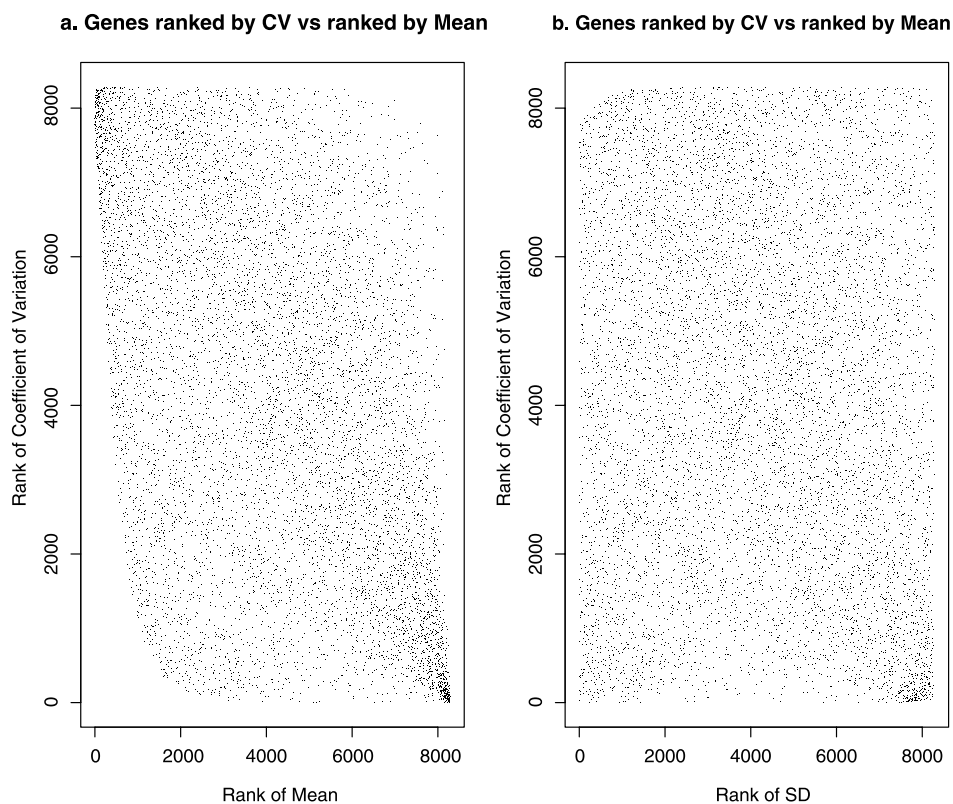 a. Genes ranked by CV vs ranked by Mean
Rank of Coefficient of Variation
8000
6000
4000
2000
0
0 2000 4000 6000 8000
Rank of Mean
b. Genes ranked by CV vs ranked by Mean
Rank of Coefficient of Variation
8000
6000
4000
2000
0
0 2000 4000 6000 8000
Rank of SD